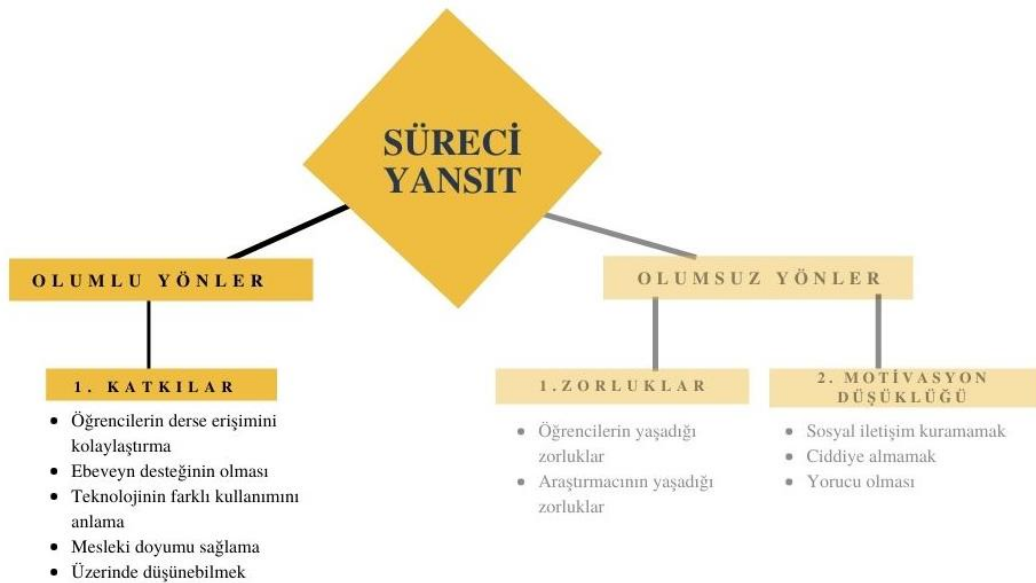 SÜRECİ
YANSIT
OLUMLU YÖNLER
OLUMSUZ YÖNLER
1. KATKILAR
• Öğrencilerin derse erişimini
kolaylaştırma
• Ebeveyn desteğinin olması
• Teknolojinin farklı kullanımını
anlama
• Mesleki doyumu sağlama
• Üzerinde düşünebilmek
1.ZORLUKLAR
• Öğrencilerin yaşadığı
zorluklar
• Araştırmacının yaşadığı
zorluklar
2. MOTİVASYON
DÜŞÜKLÜĞÜ
• Sosyal iletişim kuramamak
• Ciddiye almamak
• Yorucu olması